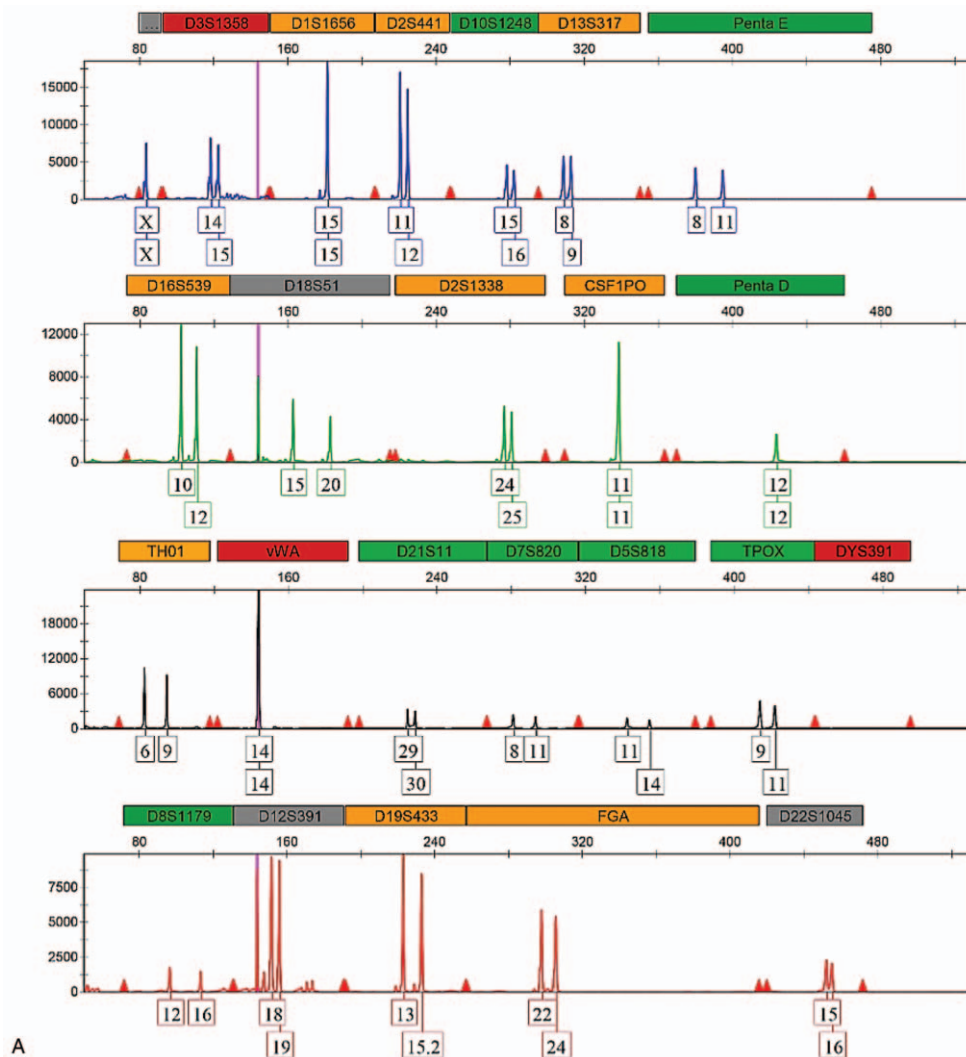 ... D3S1358 D1S1656 D2S441 D10S1248 D13S317 Penta E
80 160 240 320 400 480
15000
10000
5000
0
X 14 15 11 15 8 8 11
X 15 15 12 16 9
D16S539 D18S51 D2S1338 CSF1PO Penta D
80 160 240 320 400 480
12000
8000
4000
0
10 15 20 24 11 12
12 25 11 12
TH01 vWA D21S11 D7S820 D5S818 TPOX DYS391
80 160 240 320 400 480
18000
12000
6000
0
6 9 14 29 8 11 11 9
14 30 14 11
D8S1179 D12S391 D19S433 FGA D22S1045
80 160 240 320 400 480
7500
5000
2500
0
12 16 18 13 22 15
A 19 15.2 24 16